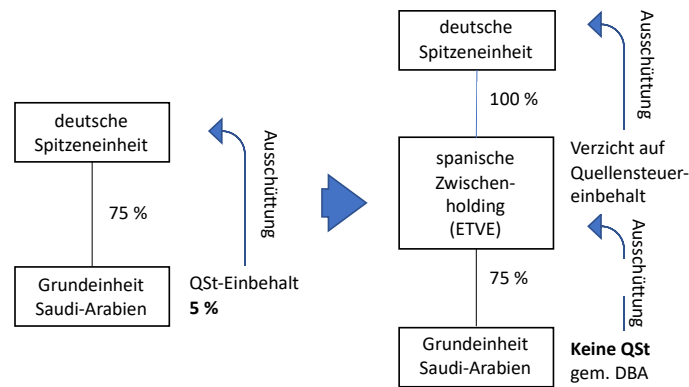 deutsche
Spitzeneinheit
75 %
Grundeinheit
Saudi-Arabien
Ausschüttung
QSt-Einbehalt
5 %
deutsche
Spitzeneinheit
100 %
Ausschüttung
Verzicht auf
Quellensteuer-
einbehalt
spanische
Zwischen-
holding
(ETVE)
75 %
Ausschüttung
Grundeinheit
Saudi-Arabien
Keine QSt
gem. DBA